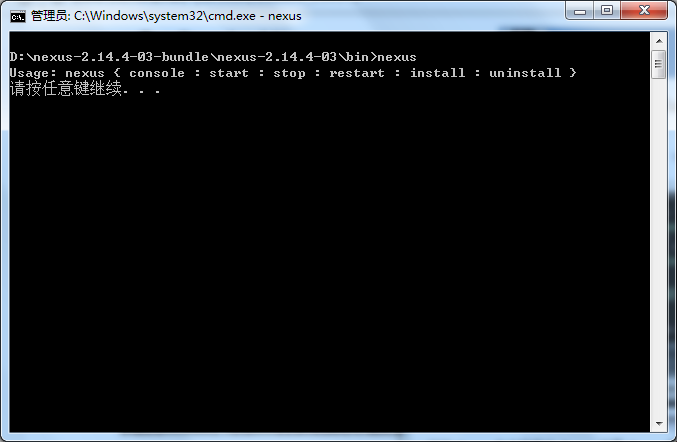 管理员: C:\Windows\system32\cmd.exe - nexus
D:\nexus-2.14.4-03-bundle\nexus-2.14.4-03\bin>nexus
Usage: nexus { console : start : stop : restart : install : uninstall }
请按任意键继续. . .